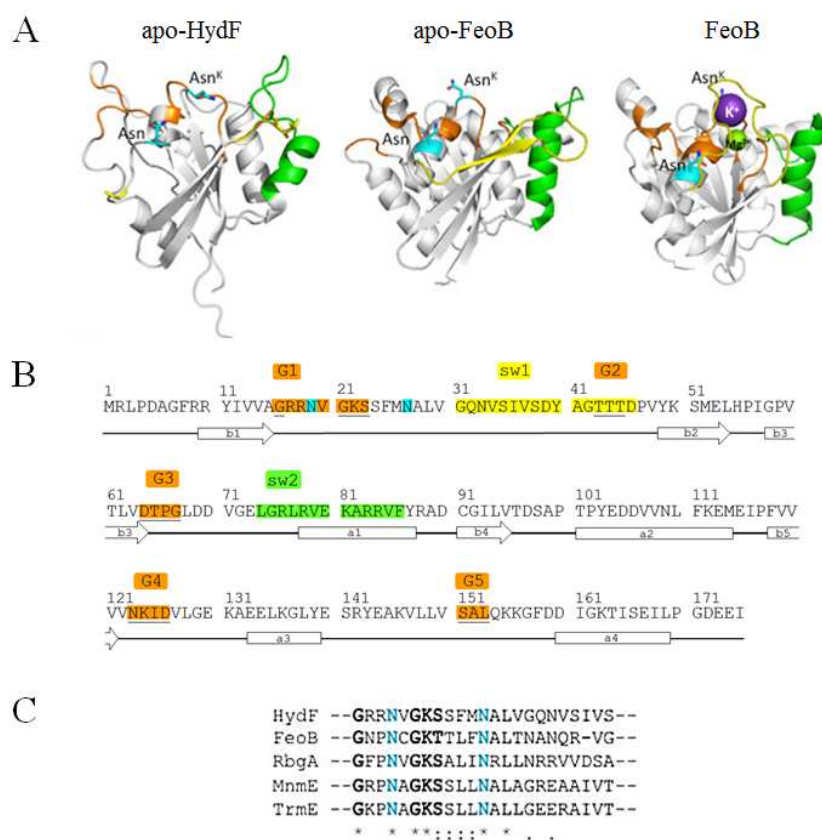 A
apo-HydF apo-FeoB FeoB
Asn^K Asn^K Asn^K
K+
Mg2+
Asn Asn Asn
B
G1 sw1 G2
1 11 21 31 41 51
MRLPDAGFRR YIVVAGRRNV GKSSFMNALV GQNVSIVSDY AGTTTDPVYK SMELHPIGPV
b1 b2 b3
G3 sw2
61 71 81 91 101 111
TLVDTPGLDD VGELGRLRVE KARRVFYRAD CGILVTDSAP TPYEDDVVNL FKEMEIPFVV
b3 a1 b4 a2 b5
G4 G5
121 131 141 151 161 171
VVNKIDVLGE KAEELKGLYE SRYEAKVLLV SALQKKGFDD IGKTISEILP GDEEI
a3 a4
C
HydF --GRRNVGKSSFMNALVGQNVSIVS--
FeoB --GNPNCGKTTLFNALTNANQR-VG--
RbgA --GFPNVGKSALINRLLNRRVVDSA--
MnmE --GRPNAGKSSLLNALAGREAAIVT--
TrmE --GKPNAGKSSLLNALLGEERAIVT--
* * **::::* * . .